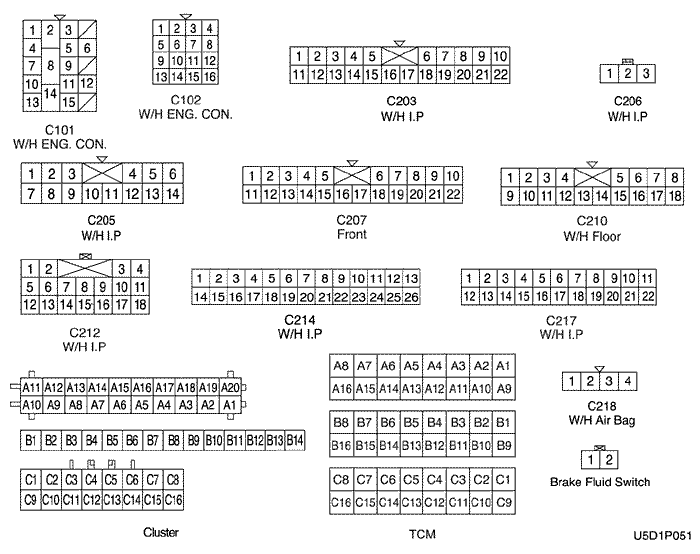 1 2 3
4 5 6
7 8 9
10 11 12
13 14 15
C101
W/H ENG. CON.
1 2 3 4
5 6 7 8
9 10 11 12
13 14 15 16
C102
W/H ENG. CON.
1 2 3 4 5 6 7 8 9 10
11 12 13 14 15 16 17 18 19 20 21 22
C203
W/H I.P
1 2 3
C206
W/H I.P
1 2 3 4 5 6
7 8 9 10 11 12 13 14
C205
W/H I.P
1 2 3 4 5 6 7 8 9 10
11 12 13 14 15 16 17 18 19 20 21 22
C207
Front
1 2 3 4 5 6 7 8
9 10 11 12 13 14 15 16 17 18
C210
W/H Floor
1 2 3 4
5 6 7 8 9 10 11
12 13 14 15 16 17 18
C212
W/H I.P
1 2 3 4 5 6 7 8 9 10 11 12 13
14 15 16 17 18 19 20 21 22 23 24 25 26
C214
W/H I.P
1 2 3 4 5 6 7 8 9 10 11
12 13 14 15 16 17 18 19 20 21 22
C217
W/H I.P
A11 A12 A13 A14 A15 A16 A17 A18 A19 A20
A10 A9 A8 A7 A6 A5 A4 A3 A2 A1
B1 B2 B3 B4 B5 B6 B7 B8 B9 B10 B11 B12 B13 B14
C1 C2 C3 C4 C5 C6 C7 C8
C9 C10 C11 C12 C13 C14 C15 C16
Cluster
A8 A7 A6 A5 A4 A3 A2 A1
A16 A15 A14 A13 A12 A11 A10 A9
B8 B7 B6 B5 B4 B3 B2 B1
B16 B15 B14 B13 B12 B11 B10 B9
C8 C7 C6 C5 C4 C3 C2 C1
C16 C15 C14 C13 C12 C11 C10 C9
TCM
1 2 3 4
C218
W/H Air Bag
1 2
Brake Fluid Switch
U5D1P051